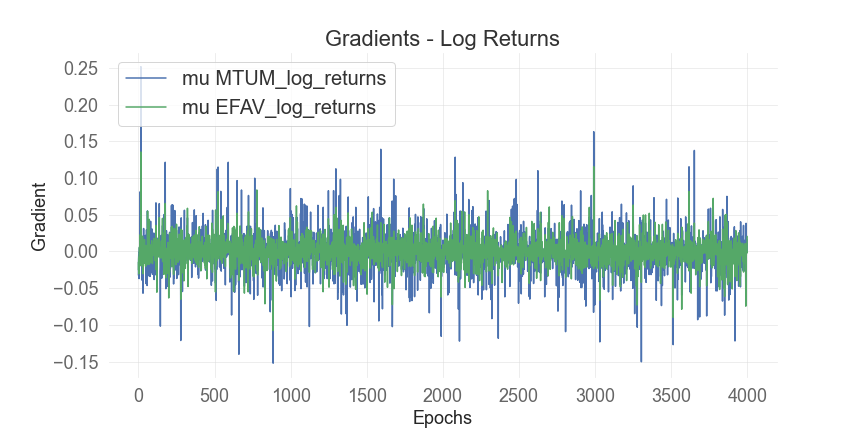 Gradients - Log Returns
mu MTUM_log_returns
mu EFAV_log_returns
Gradient
0.25
0.20
0.15
0.10
0.05
0.00
−0.05
−0.10
−0.15
0 500 1000 1500 2000 2500 3000 3500 4000
Epochs